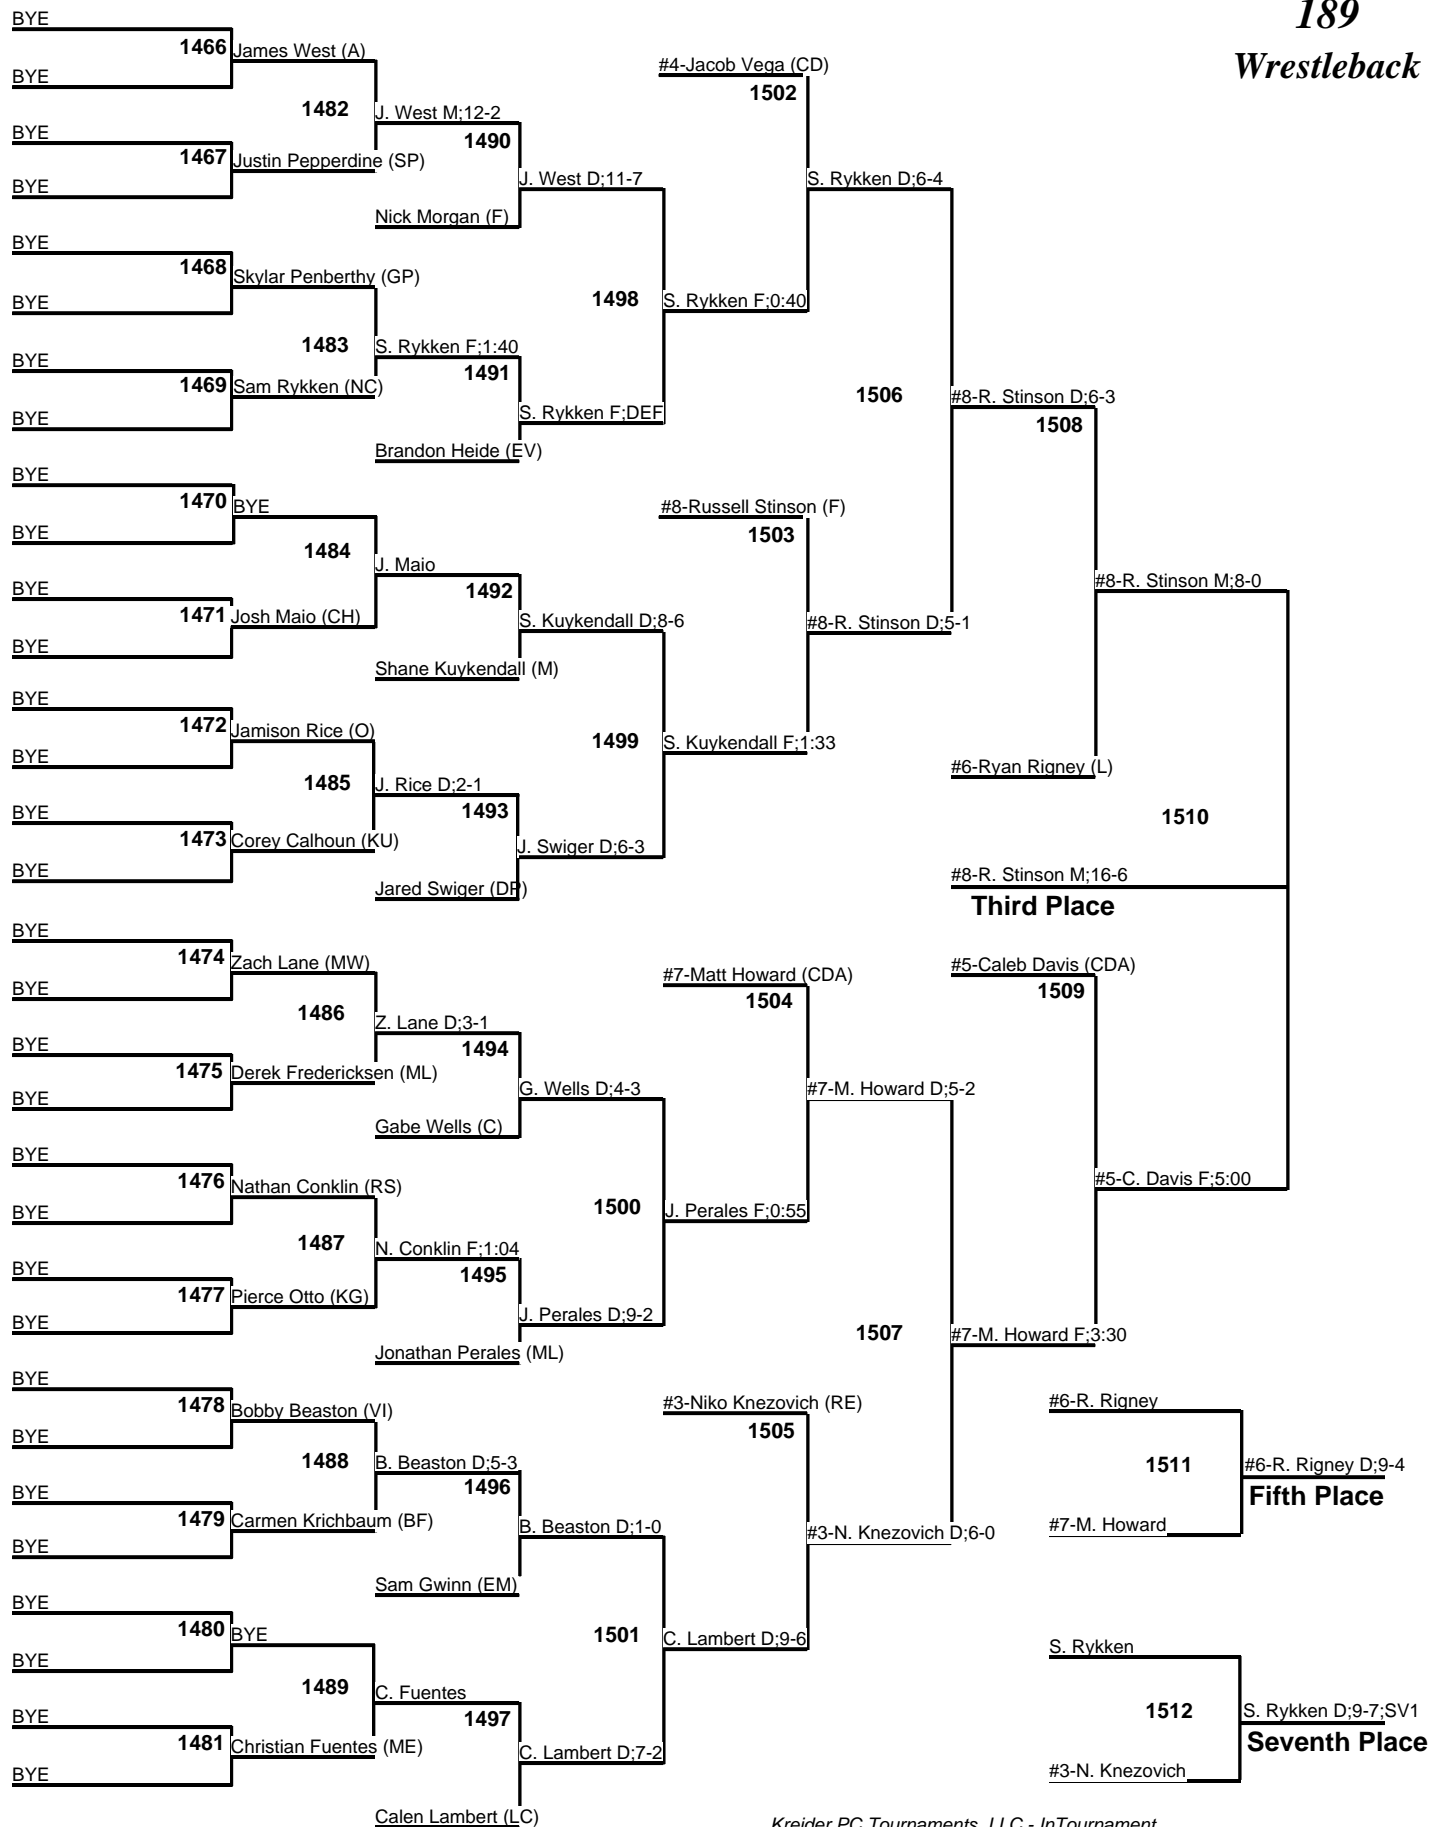 189
Wrestleback
BYE
1466
James West (A)
BYE
1482
J. West M;12-2
BYE
1467
Justin Pepperdine (SP)
BYE
1490
J. West D;11-7
Nick Morgan (F)
BYE
1468
Skylar Penberthy (GP)
BYE
1483
S. Rykken F;1:40
BYE
1469
Sam Rykken (NC)
BYE
1491
S. Rykken F;DEF
Brandon Heide (EV)
1498
S. Rykken F;0:40
#4-Jacob Vega (CD)
1502
S. Rykken D;6-4
BYE
1470
BYE
BYE
1484
J. Maio
BYE
1471
Josh Maio (CH)
BYE
1492
S. Kuykendall D;8-6
Shane Kuykendall (M)
BYE
1472
Jamison Rice (O)
BYE
1485
J. Rice D;2-1
BYE
1473
Corey Calhoun (KU)
BYE
1493
J. Swiger D;6-3
Jared Swiger (DP)
1499
S. Kuykendall F;1:33
#8-Russell Stinson (F)
1503
#8-R. Stinson D;5-1
1506
#8-R. Stinson D;6-3
1508
#8-R. Stinson M;8-0
#6-Ryan Rigney (L)
1510
#8-R. Stinson M;16-6
Third Place
BYE
1474
Zach Lane (MW)
BYE
1486
Z. Lane D;3-1
BYE
1475
Derek Fredericksen (ML)
BYE
1494
G. Wells D;4-3
Gabe Wells (C)
BYE
1476
Nathan Conklin (RS)
BYE
1487
N. Conklin F;1:04
BYE
1477
Pierce Otto (KG)
BYE
1495
J. Perales D;9-2
Jonathan Perales (ML)
1500
J. Perales F;0:55
#7-Matt Howard (CDA)
1504
#7-M. Howard D;5-2
BYE
1478
Bobby Beaston (VI)
BYE
1488
B. Beaston D;5-3
BYE
1479
Carmen Krichbaum (BF)
BYE
1496
B. Beaston D;1-0
Sam Gwinn (EM)
BYE
1480
BYE
BYE
1489
C. Fuentes
BYE
1481
Christian Fuentes (ME)
BYE
1497
C. Lambert D;7-2
Calen Lambert (LC)
1501
C. Lambert D;9-6
#3-Niko Knezovich (RE)
1505
#3-N. Knezovich D;6-0
1507
#7-M. Howard F;3:30
#5-Caleb Davis (CDA)
1509
#5-C. Davis F;5:00
#6-R. Rigney
1511
#6-R. Rigney D;9-4
Fifth Place
#7-M. Howard
S. Rykken
1512
S. Rykken D;9-7;SV1
Seventh Place
#3-N. Knezovich
Kreider PC Tournaments, LLC - InTournament